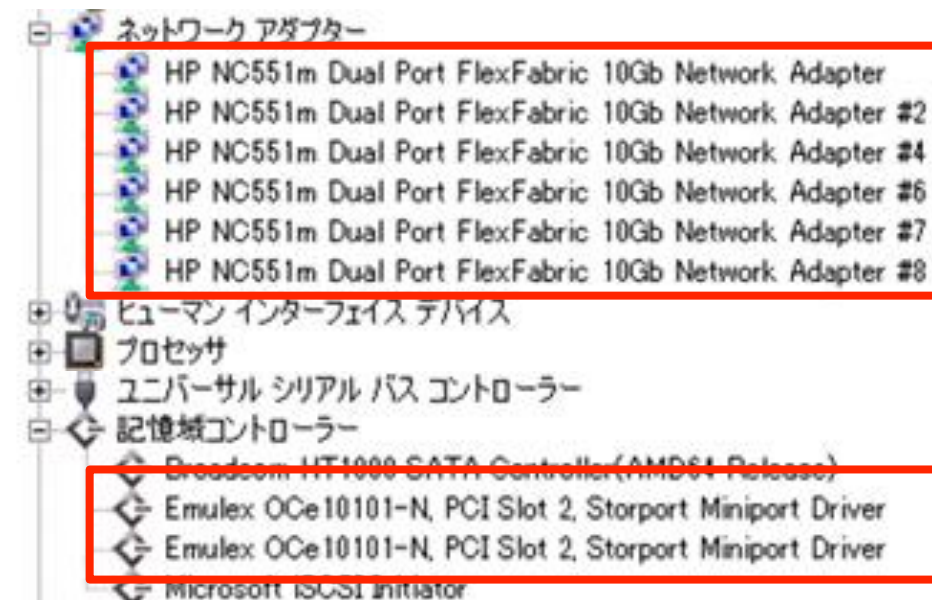 ネットワーク アダプター
HP NC551m Dual Port FlexFabric 10Gb Network Adapter
HP NC551m Dual Port FlexFabric 10Gb Network Adapter #2
HP NC551m Dual Port FlexFabric 10Gb Network Adapter #4
HP NC551m Dual Port FlexFabric 10Gb Network Adapter #6
HP NC551m Dual Port FlexFabric 10Gb Network Adapter #7
HP NC551m Dual Port FlexFabric 10Gb Network Adapter #8
ヒューマン インターフェイス デバイス
プロセッサ
ユニバーサル シリアル バス コントローラー
記憶域コントローラー
Broadcom HT1000 SATA Controller(AMD64 Release)
Emulex OCe10101-N, PCI Slot 2, Storport Miniport Driver
Emulex OCe10101-N, PCI Slot 2, Storport Miniport Driver
Microsoft iSCSI Initiator